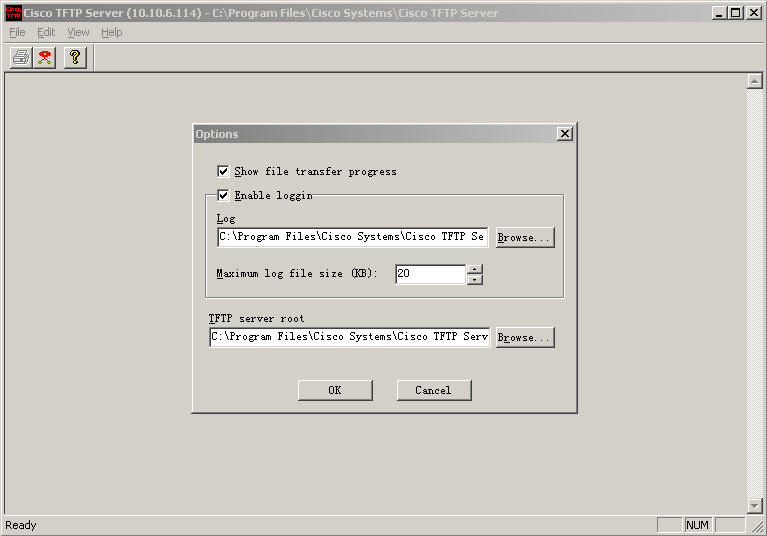 Cisco TFTP Server (10.10.6.114) - C:\Program Files\Cisco Systems\Cisco TFTP Server
File Edit View Help
Options
Show file transfer progress
Enable loggin
Log
C:\Program Files\Cisco Systems\Cisco TFTP Se
Browse...
Maximum log file size (KB):
20
TFTP server root
C:\Program Files\Cisco Systems\Cisco TFTP Serv
Browse...
OK
Cancel
Ready
NUM